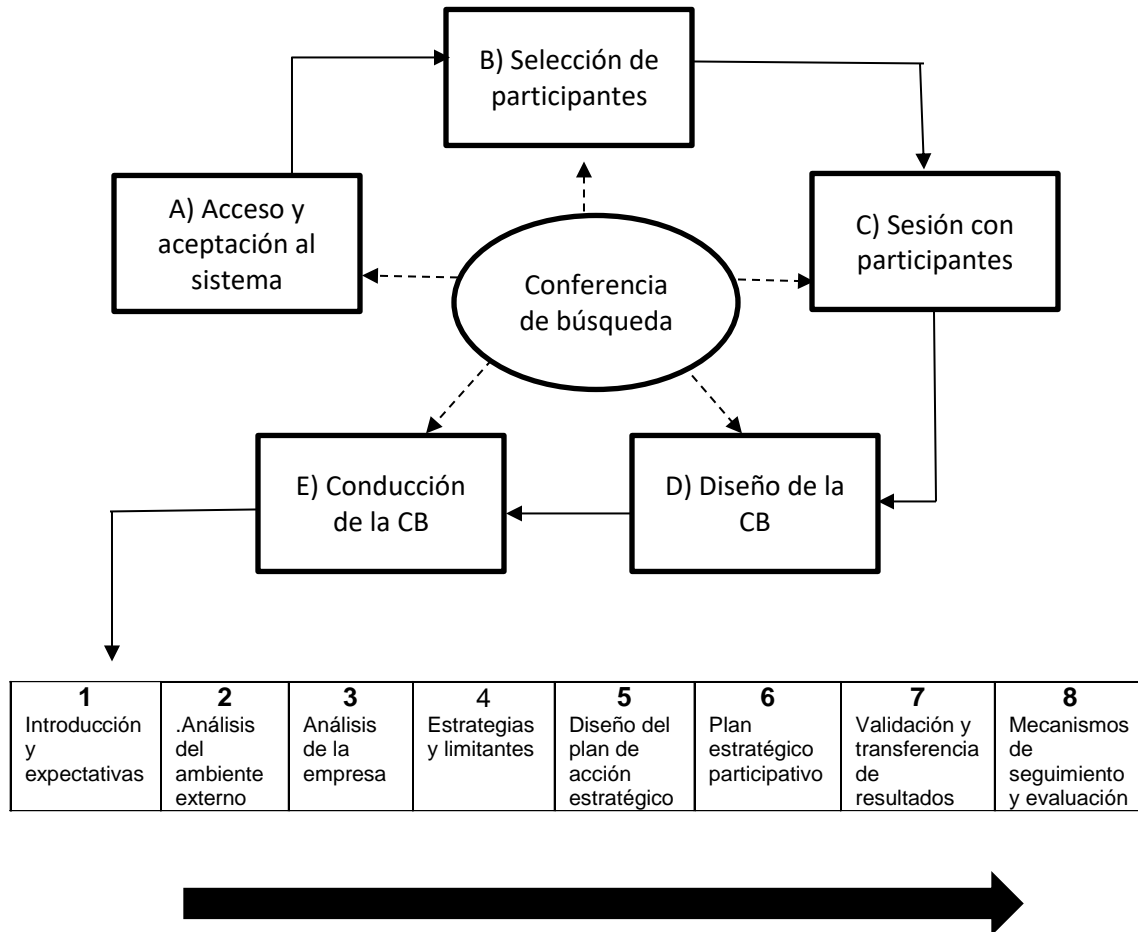 B) Selección de
participantes
A) Acceso y
aceptación al
sistema
C) Sesión con
participantes
Conferencia
de búsqueda
E) Conducción
de la CB
D) Diseño de la
CB
1
Introducción
y
expectativas
2
.Análisis
del
ambiente
externo
3
Análisis
de la
empresa
4
Estrategias
y limitantes
5
Diseño del
plan de
acción
estratégico
6
Plan
estratégico
participativo
7
Validación y
transferencia
de
resultados
8
Mecanismos
de
seguimiento
y evaluación